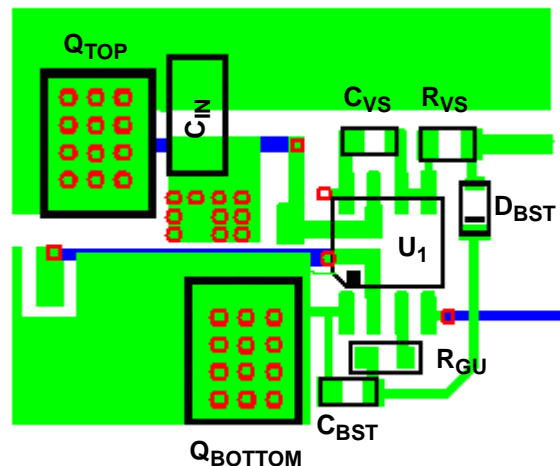 QTOP
CIN
CVS
RVS
DBST
U1
RGU
CBST
QBOTTOM